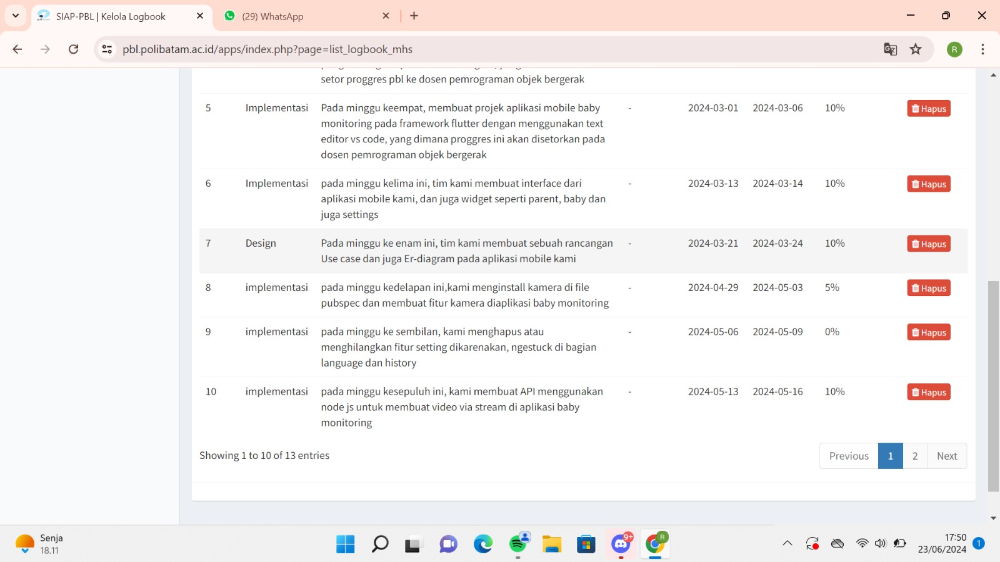 SIAP-PBL | Kelola Logbook
(29) WhatsApp
pbl.polibatam.ac.id/apps/index.php?page=list_logbook_mhs
R
setor proggres pbl ke dosen pemrograman objek bergerak
5 Implementasi Pada minggu keempat, membuat projek aplikasi mobile baby - 2024-03-01 2024-03-06 10% Hapus
monitoring pada framework flutter dengan menggunakan text
editor vs code, yang dimana proggres ini akan disetorkan pada
dosen pemrograman objek bergerak
6 Implementasi pada minggu kelima ini, tim kami membuat interface dari - 2024-03-13 2024-03-14 10% Hapus
aplikasi mobile kami, dan juga widget seperti parent, baby dan
juga settings
7 Design Pada minggu ke enam ini, tim kami membuat sebuah rancangan - 2024-03-21 2024-03-24 10% Hapus
Use case dan juga Er-diagram pada aplikasi mobile kami
8 implementasi pada minggu kedelapan ini,kami menginstall kamera di file - 2024-04-29 2024-05-03 5% Hapus
pubspec dan membuat fitur kamera diaplikasi baby monitoring
9 implementasi pada minggu ke sembilan, kami menghapus atau - 2024-05-06 2024-05-09 0% Hapus
menghilangkan fitur setting dikarenakan, ngestuck di bagian
language dan history
10 implementasi pada minggu kesepuluh ini, kami membuat API menggunakan - 2024-05-13 2024-05-16 10% Hapus
node js untuk membuat video via stream di aplikasi baby
monitoring
Showing 1 to 10 of 13 entries
Previous 1 2 Next
Senja
18.11
9+
R
17:50
23/06/2024
1